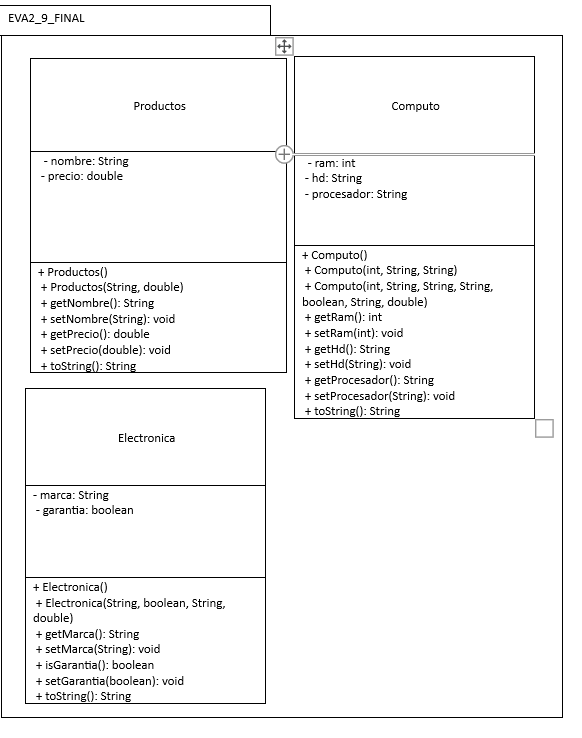 EVA2_9_FINAL
Productos
- nombre: String
- precio: double
+ Productos()
+ Productos(String, double)
+ getNombre(): String
+ setNombre(String): void
+ getPrecio(): double
+ setPrecio(double): void
+ toString(): String
Computo
- ram: int
- hd: String
- procesador: String
+ Computo()
+ Computo(int, String, String)
+ Computo(int, String, String, String,
boolean, String, double)
+ getRam(): int
+ setRam(int): void
+ getHd(): String
+ setHd(String): void
+ getProcesador(): String
+ setProcesador(String): void
+ toString(): String
Electronica
- marca: String
- garantia: boolean
+ Electronica()
+ Electronica(String, boolean, String,
double)
+ getMarca(): String
+ setMarca(String): void
+ isGarantia(): boolean
+ setGarantia(boolean): void
+ toString(): String